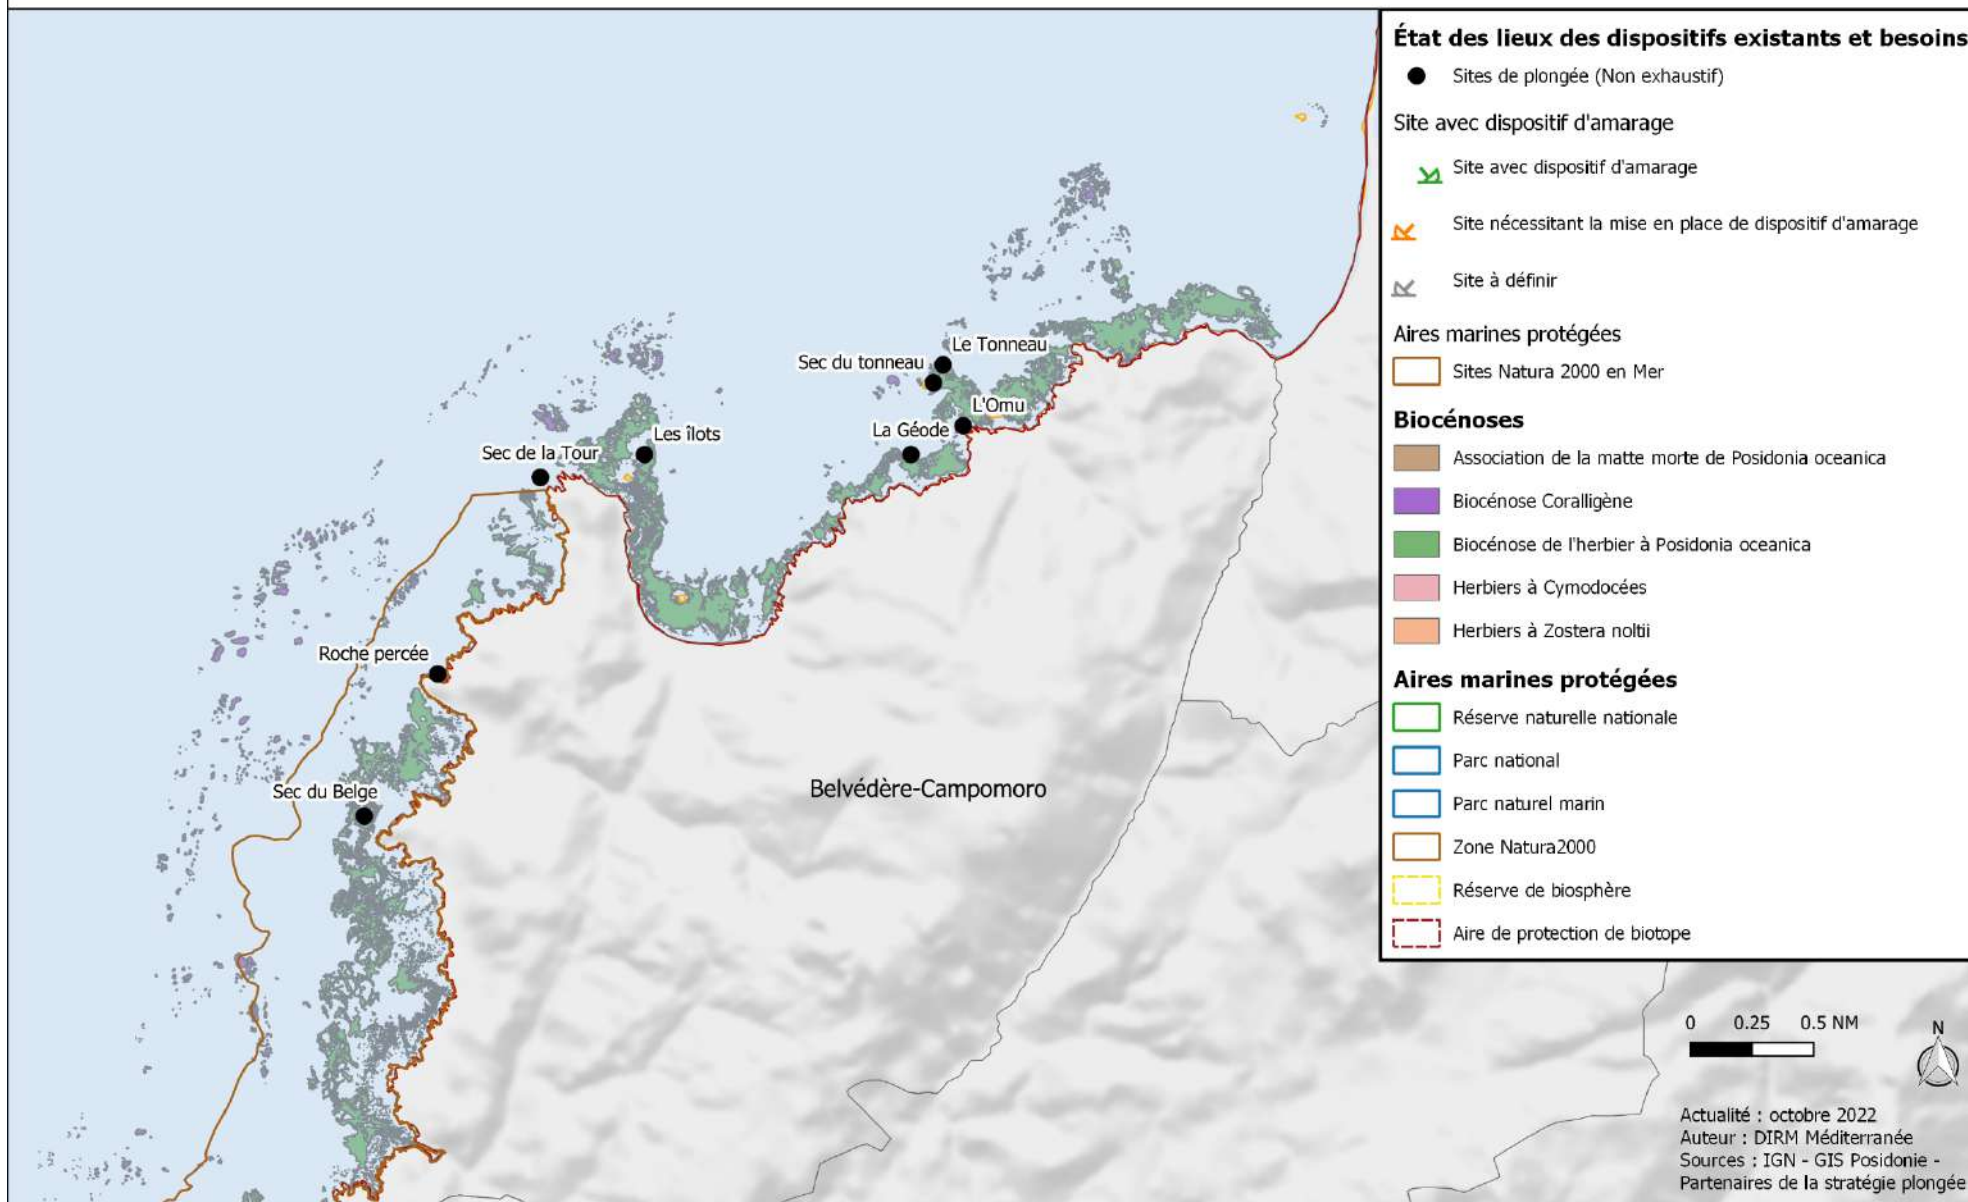 État des lieux des dispositifs existants et besoins
Sites de plongée (Non exhaustif)
Site avec dispositif d'amarage
Site avec dispositif d'amarage
Site nécessitant la mise en place de dispositif d'amarage
Site à définir
Aires marines protégées
Sites Natura 2000 en Mer
Biocénoses
Association de la matte morte de Posidonia oceanica
Biocénose Coralligène
Biocénose de l'herbier à Posidonia oceanica
Herbiers à Cymodocées
Herbiers à Zostera noltii
Aires marines protégées
Réserve naturelle nationale
Parc national
Parc naturel marin
Zone Natura2000
Réserve de biosphère
Aire de protection de biotope
Le Tonneau
Sec du tonneau
L'Omu
La Géode
Les îlots
Sec de la Tour
Roche percée
Sec du Belge
Belvédère-Campomoro
0 0.25 0.5 NM
N
Actualité : octobre 2022
Auteur : DIRM Méditerranée
Sources : IGN - GIS Posidonie -
Partenaires de la stratégie plongée